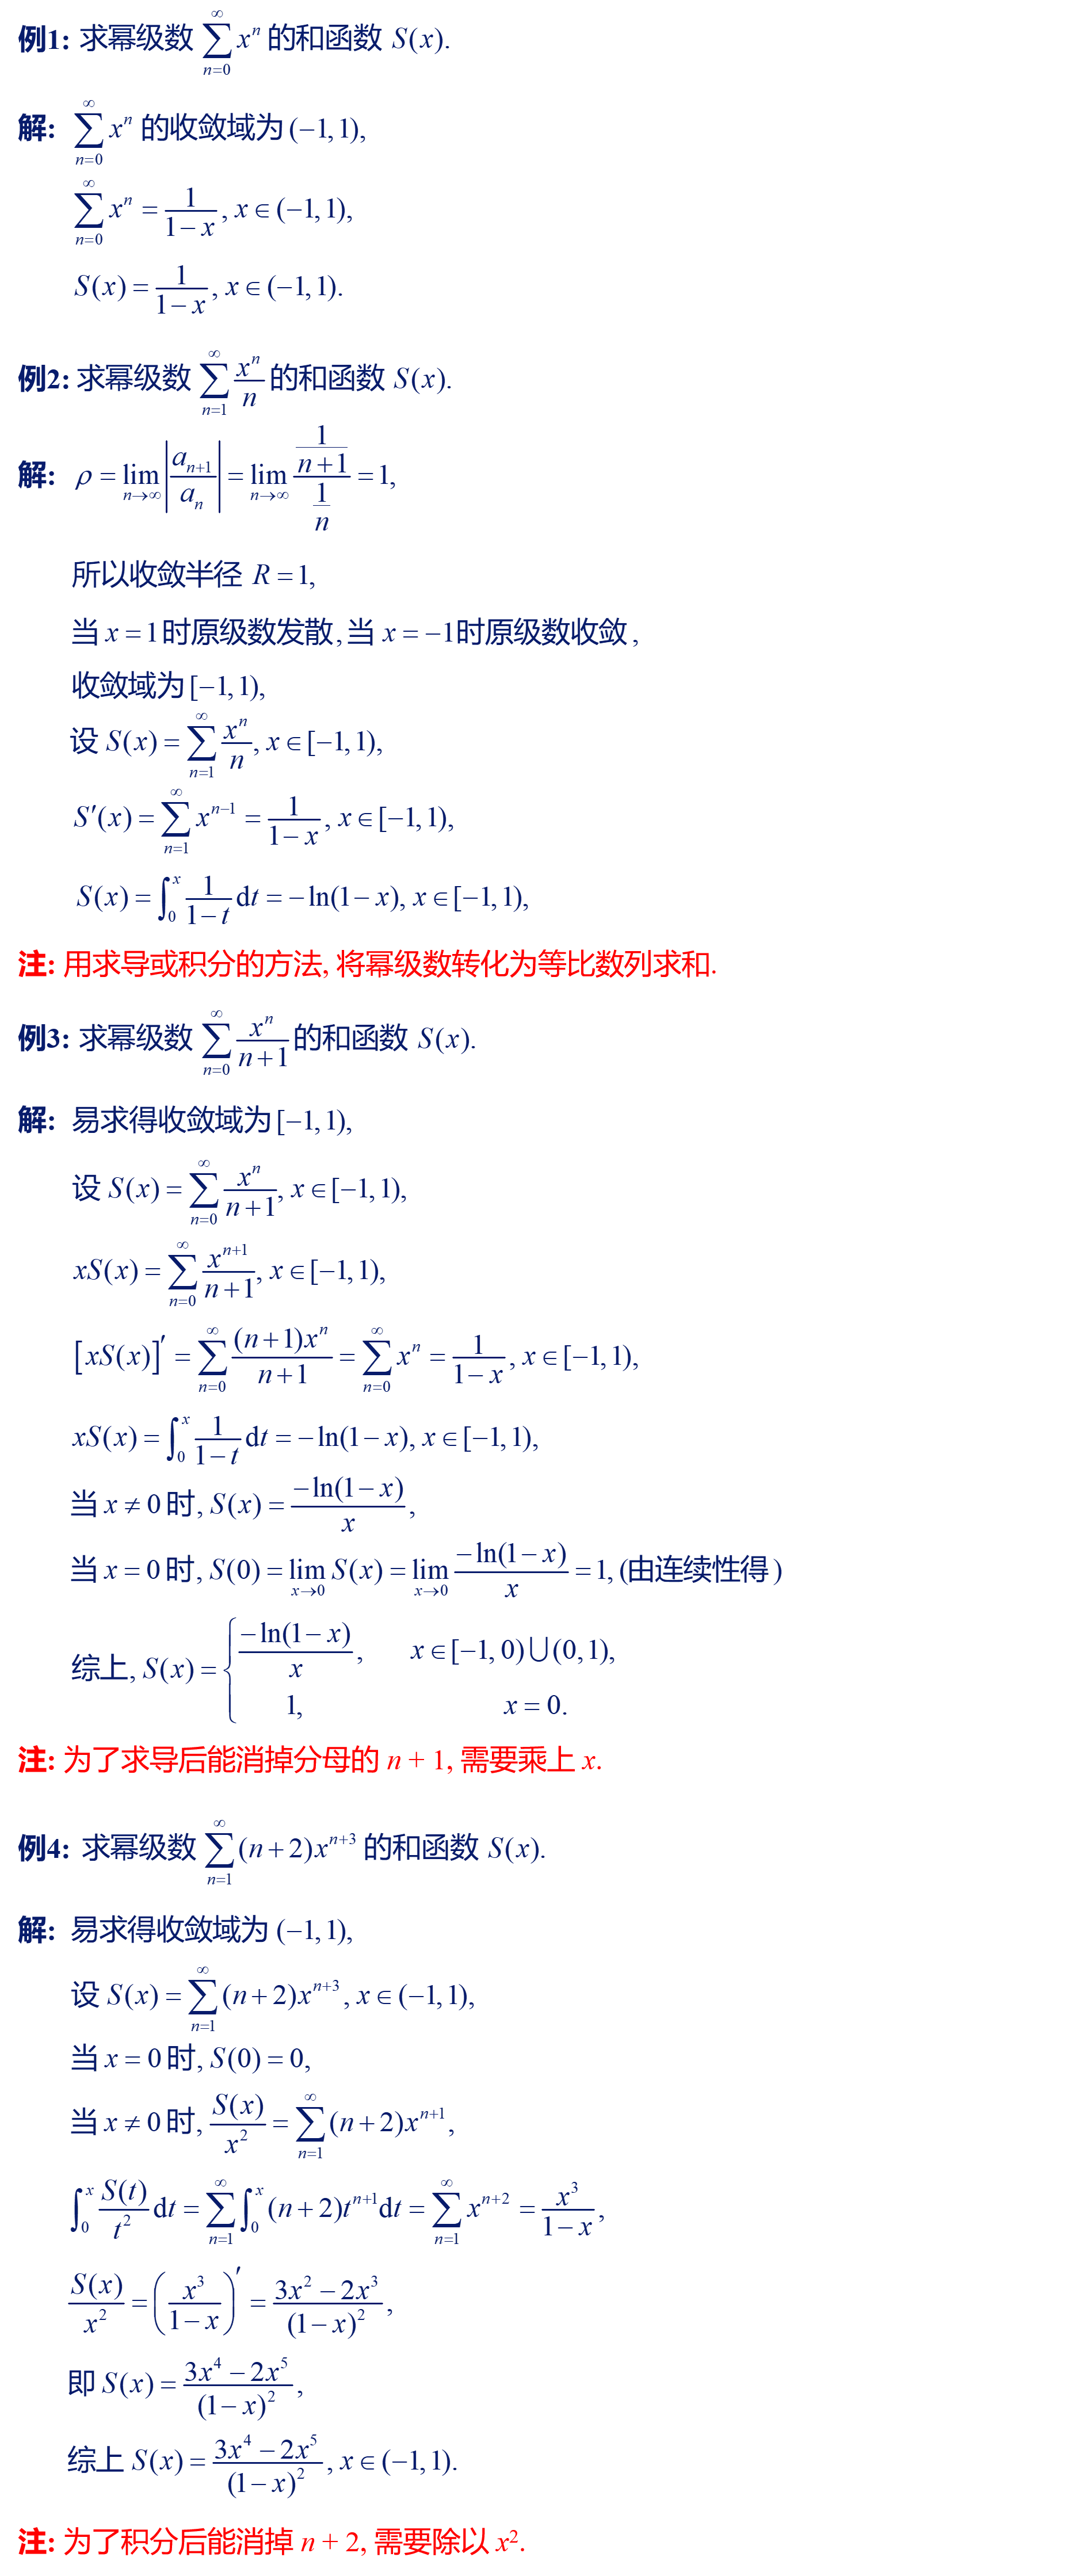 例1: 求幂级数 $\sum_{n=0}^{\infty} x^n$ 的和函数 $S(x)$.
解: $\sum_{n=0}^{\infty} x^n$ 的收敛域为 $(-1,1)$,
$\sum_{n=0}^{\infty} x^n = \frac{1}{1-x}, x\in(-1,1)$,
$S(x) = \frac{1}{1-x}, x\in(-1,1)$.
例2: 求幂级数 $\sum_{n=1}^{\infty} \frac{x^n}{n}$ 的和函数 $S(x)$.
解: $\rho = \lim_{n\to\infty} \left|\frac{a_{n+1}}{a_n}\right| = \lim_{n\to\infty} \frac{\frac{1}{n+1}}{\frac{1}{n}} = 1$,
所以收敛半径 $R=1$,
当 $x=1$ 时原级数发散, 当 $x=-1$ 时原级数收敛,
收敛域为 $[-1,1)$,
设 $S(x) = \sum_{n=1}^{\infty} \frac{x^n}{n}, x\in[-1,1)$,
$S'(x) = \sum_{n=1}^{\infty} x^{n-1} = \frac{1}{1-x}, x\in[-1,1)$,
$S(x) = \int_0^x \frac{1}{1-t}\mathrm{d}t = -\ln(1-x), x\in[-1,1)$,
注: 用求导或积分的方法, 将幂级数转化为等比数列求和.
例3: 求幂级数 $\sum_{n=0}^{\infty} \frac{x^n}{n+1}$ 的和函数 $S(x)$.
解: 易求得收敛域为 $[-1,1)$,
设 $S(x) = \sum_{n=0}^{\infty} \frac{x^n}{n+1}, x\in[-1,1)$,
$xS(x) = \sum_{n=0}^{\infty} \frac{x^{n+1}}{n+1}, x\in[-1,1)$,
$[xS(x)]' = \sum_{n=0}^{\infty} \frac{(n+1)x^n}{n+1} = \sum_{n=0}^{\infty} x^n = \frac{1}{1-x}, x\in[-1,1)$,
$xS(x) = \int_0^x \frac{1}{1-t}\mathrm{d}t = -\ln(1-x), x\in[-1,1)$,
当 $x\neq 0$ 时, $S(x) = \frac{-\ln(1-x)}{x}$,
当 $x=0$ 时, $S(0) = \lim_{x\to 0} S(x) = \lim_{x\to 0} \frac{-\ln(1-x)}{x} = 1$, (由连续性得)
综上, $S(x) = \begin{cases} \frac{-\ln(1-x)}{x}, & x\in[-1,0)\bigcup(0,1), \\ 1, & x=0. \end{cases}$
注: 为了求导后能消掉分母的 $n+1$, 需要乘上 $x$.
例4: 求幂级数 $\sum_{n=1}^{\infty} (n+2)x^{n+3}$ 的和函数 $S(x)$.
解: 易求得收敛域为 $(-1,1)$,
设 $S(x) = \sum_{n=1}^{\infty} (n+2)x^{n+3}, x\in(-1,1)$,
当 $x=0$ 时, $S(0)=0$,
当 $x\neq 0$ 时, $\frac{S(x)}{x^2} = \sum_{n=1}^{\infty} (n+2)x^{n+1}$,
$\int_0^x \frac{S(t)}{t^2}\mathrm{d}t = \sum_{n=1}^{\infty} \int_0^x (n+2)t^{n+1}\mathrm{d}t = \sum_{n=1}^{\infty} x^{n+2} = \frac{x^3}{1-x}$,
$\frac{S(x)}{x^2} = \left(\frac{x^3}{1-x}\right)' = \frac{3x^2-2x^3}{(1-x)^2}$,
即 $S(x) = \frac{3x^4-2x^5}{(1-x)^2}$,
综上 $S(x) = \frac{3x^4-2x^5}{(1-x)^2}, x\in(-1,1)$.
注: 为了积分后能消掉 $n+2$, 需要除以 $x^2$.